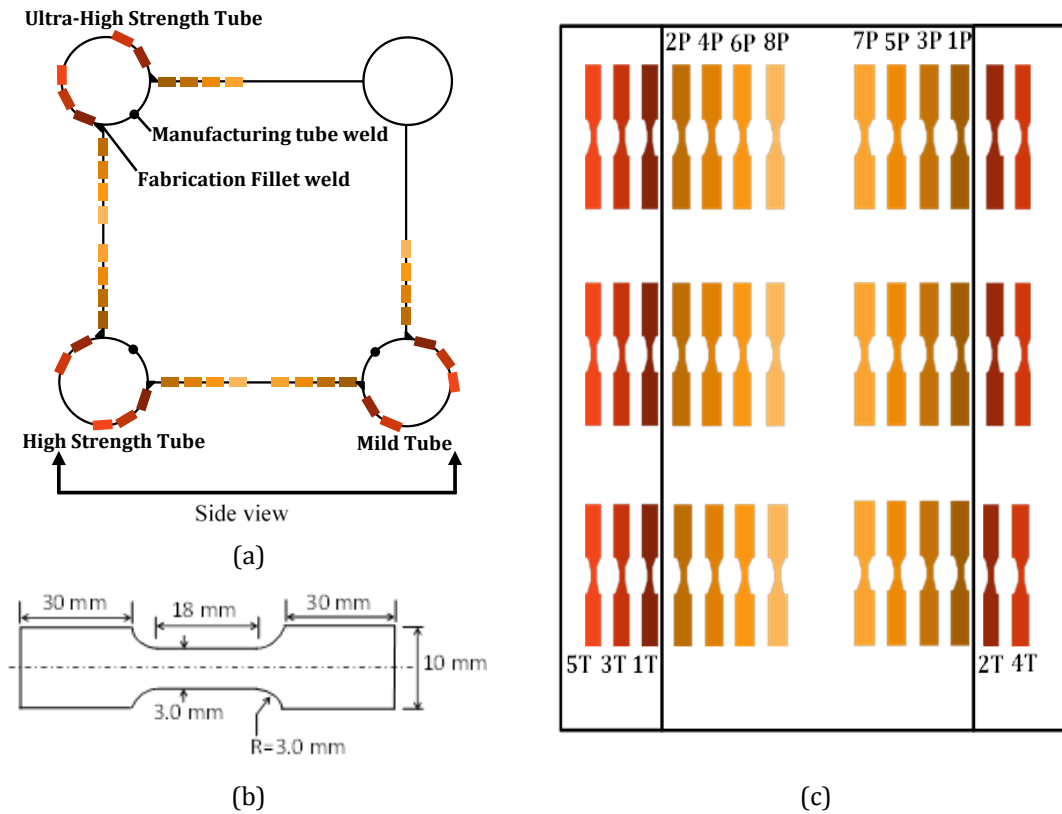 Ultra-High Strength Tube
Manufacturing tube weld
Fabrication Fillet weld
High Strength Tube
Mild Tube
Side view
(a)
30 mm
18 mm
30 mm
10 mm
3.0 mm
R=3.0 mm
(b)
2P 4P 6P 8P
7P 5P 3P 1P
5T 3T 1T
2T 4T
(c)